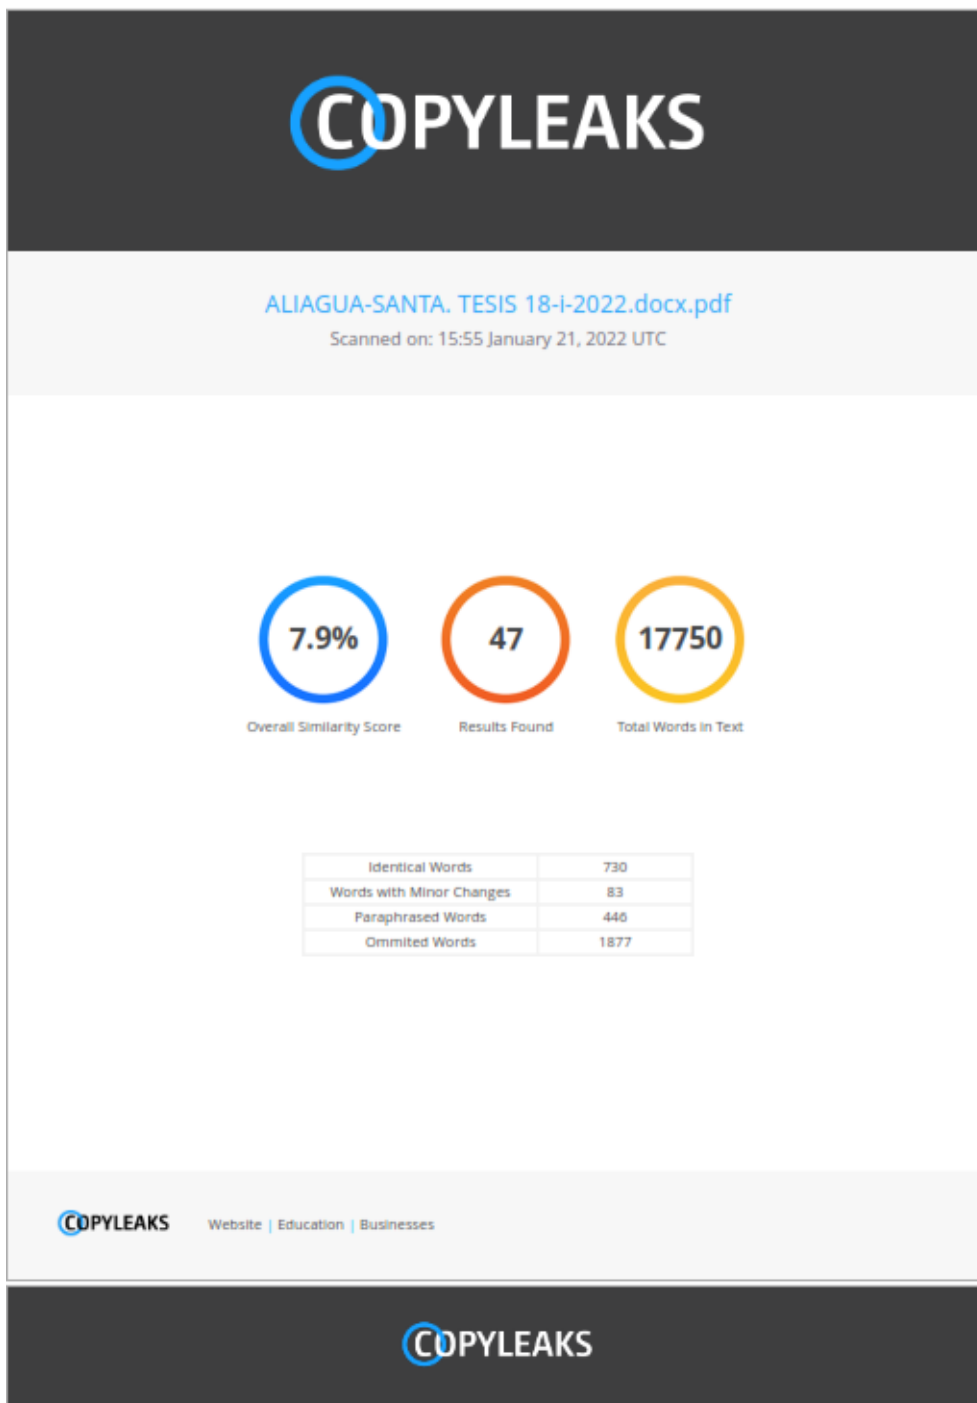 COPYLEAKS
ALIAGUA-SANTA. TESIS 18-i-2022.docx.pdf
Scanned on: 15:55 January 21, 2022 UTC
7.9%
47
17750
Overall Similarity Score
Results Found
Total Words in Text
Identical Words 730
Words with Minor Changes 83
Paraphrased Words 446
Ommited Words 1877
COPYLEAKS Website | Education | Businesses
COPYLEAKS